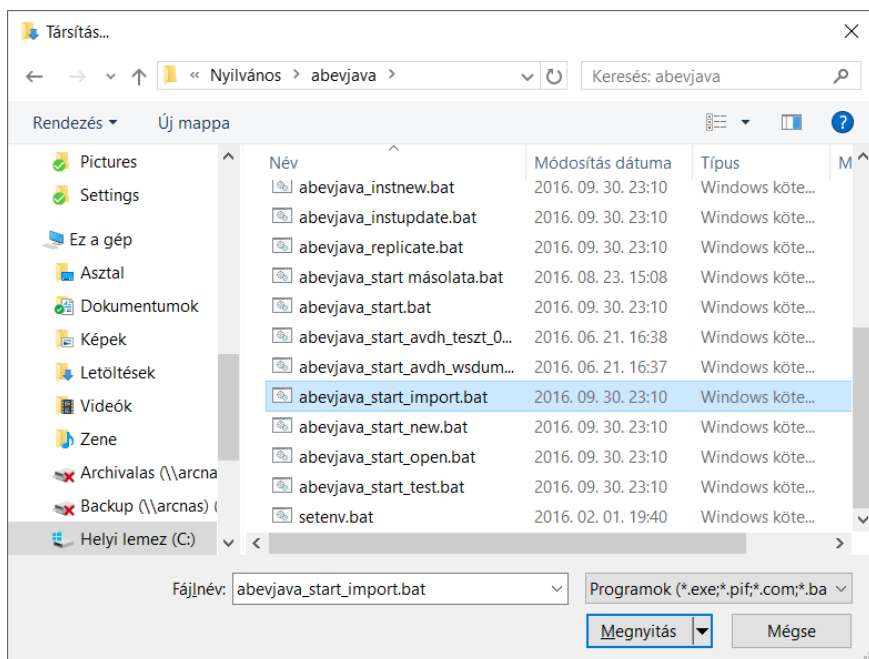 Társítás...
« Nyilvános > abevjava >
Keresés: abevjava
Rendezés
Új mappa
Pictures
Settings
Ez a gép
Asztal
Dokumentumok
Képek
Letöltések
Videók
Zene
Archivalas (\\arcna
Backup (\\arcnas) (
Helyi lemez (C:)
Név Módosítás dátuma Típus M
abevjava_instnew.bat 2016. 09. 30. 23:10 Windows köte...
abevjava_instupdate.bat 2016. 09. 30. 23:10 Windows köte...
abevjava_replicate.bat 2016. 09. 30. 23:10 Windows köte...
abevjava_start másolata.bat 2016. 08. 23. 15:08 Windows köte...
abevjava_start.bat 2016. 09. 30. 23:10 Windows köte...
abevjava_start_avdh_teszt_0... 2016. 06. 21. 16:38 Windows köte...
abevjava_start_avdh_wsdum... 2016. 06. 21. 16:37 Windows köte...
abevjava_start_import.bat 2016. 09. 30. 23:10 Windows köte...
abevjava_start_new.bat 2016. 09. 30. 23:10 Windows köte...
abevjava_start_open.bat 2016. 09. 30. 23:10 Windows köte...
abevjava_start_test.bat 2016. 09. 30. 23:10 Windows köte...
setenv.bat 2016. 02. 01. 19:40 Windows köte...
Fájlnév: abevjava_start_import.bat
Programok (*.exe;*.pif;*.com;*.ba
Megnyitás
Mégse